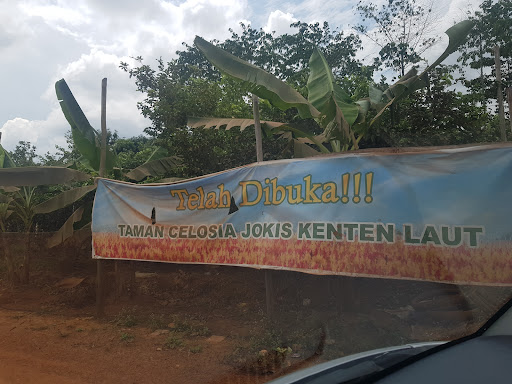 Telah Dibuka!!!
TAMAN CELOSIA JOKIS KENTEN LAUT